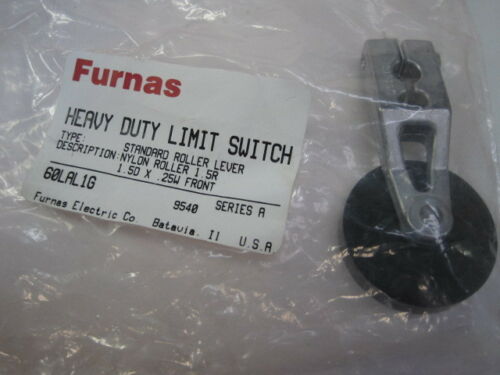 Furnas
HEAVY DUTY LIMIT SWITCH
TYPE: STANDARD ROLLER LEVER
DESCRIPTION: NYLON ROLLER 1.5R
1.5D X .25W FRONT
60LAL1G 9540 SERIES A
Furnas Electric Co. Batavia, Il U.S.A